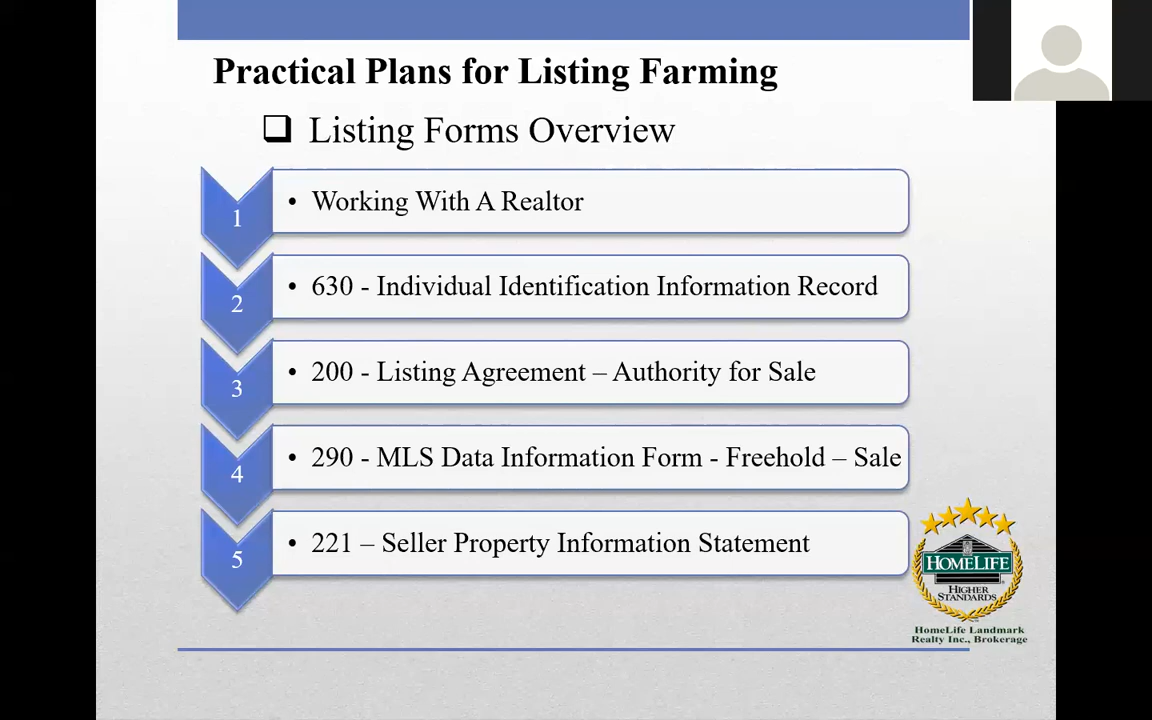 Practical Plans for Listing Farming
Listing Forms Overview
1
• Working With A Realtor
2
• 630 - Individual Identification Information Record
3
• 200 - Listing Agreement – Authority for Sale
4
• 290 - MLS Data Information Form - Freehold – Sale
5
• 221 – Seller Property Information Statement
HOMELIFE
HIGHER
STANDARDS
HomeLife Landmark
Realty Inc., Brokerage